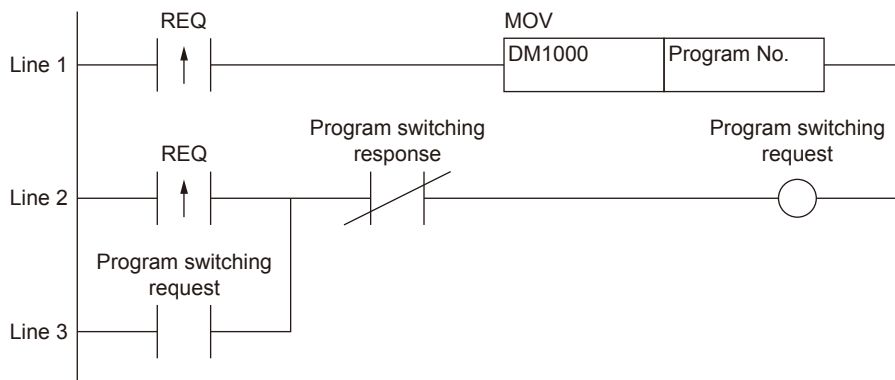 REQ
MOV
Line 1
DM1000
Program No.
Program switching
response
Program switching
request
REQ
Line 2
Program switching
request
Line 3